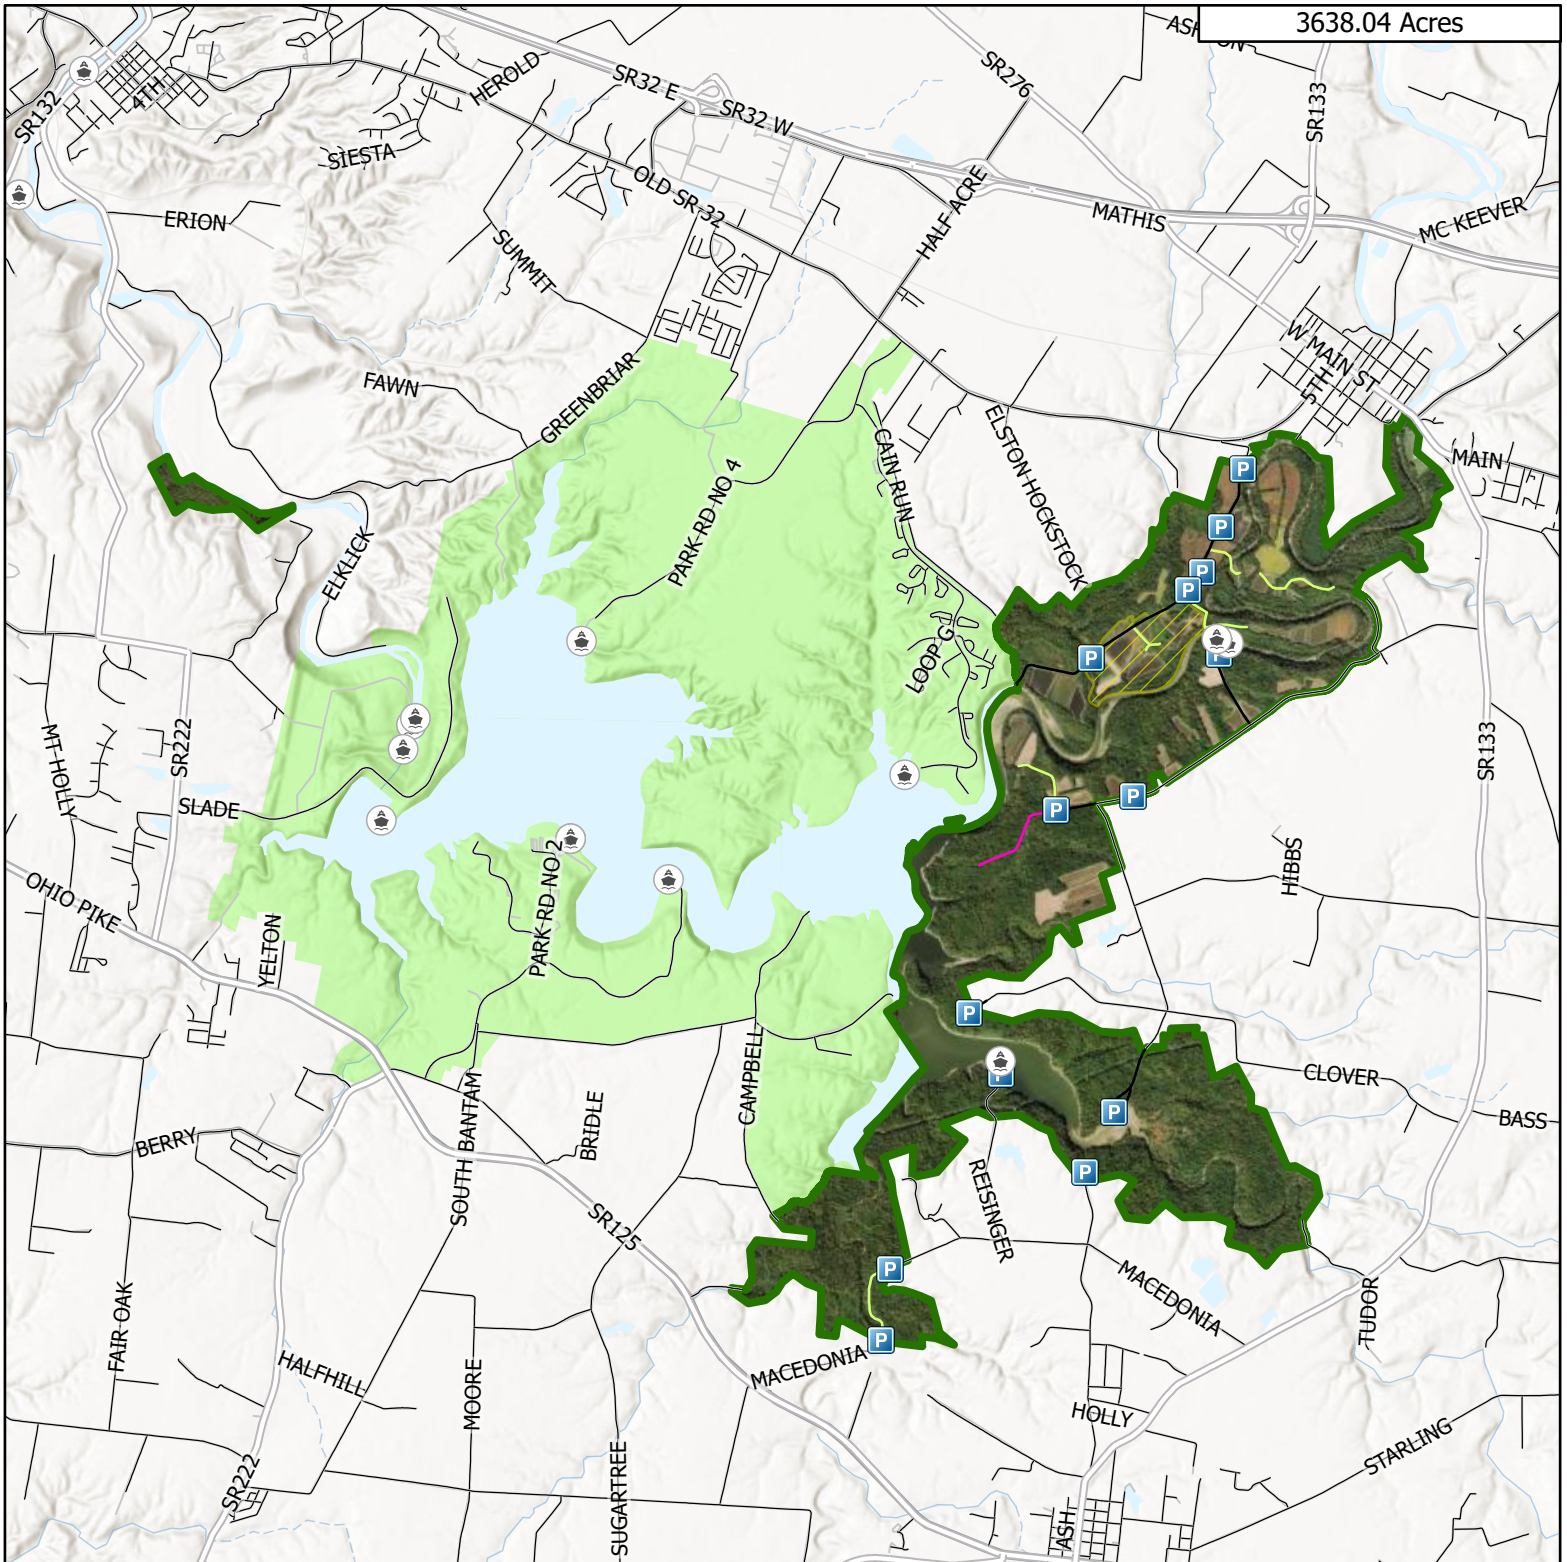 3638.04 Acres
SR276
SR133
HEROLD
SR32 E
SR32 W
4TH
SR132
SIESTA
OLD SR 32
HALF ACRE
MATHIS
MC KEEVER
ERION
SUMMIT
W MAIN ST
5TH
FAWN
GREENBRIAR
CAIN RUN
ELSTON HOCKSTOCK
MAIN
PARK RD NO 4
P
P
ELKLICK
P
P
LOOP G
P
P
MT HOLLY
SR222
SR133
SLADE
P
P
PARK RD NO 2
HIBBS
OHIO PIKE
YELTON
P
P
CLOVER
CAMPBELL
SOUTH BANTAM
BRIDLE
P
BASS
BERRY
P
REISINGER
SR125
P
MACEDONIA
FAIR OAK
TUDOR
P
MACEDONIA
HALFHILL
MOORE
HOLLY
STARLING
SR222
SUGARTREE
ASH